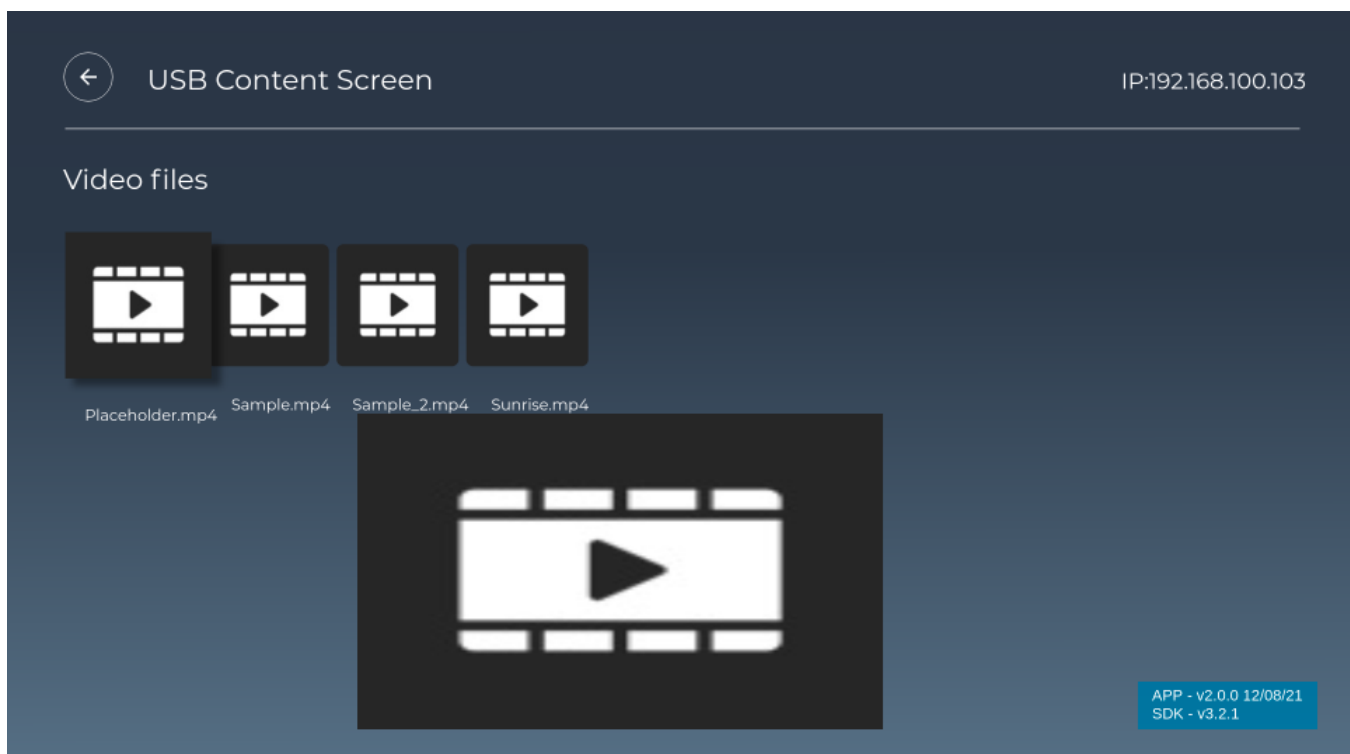 USB Content Screen
IP:192.168.100.103
Video files
Placeholder.mp4 Sample.mp4 Sample_2.mp4 Sunrise.mp4
APP - v2.0.0 12/08/21
SDK - v3.2.1